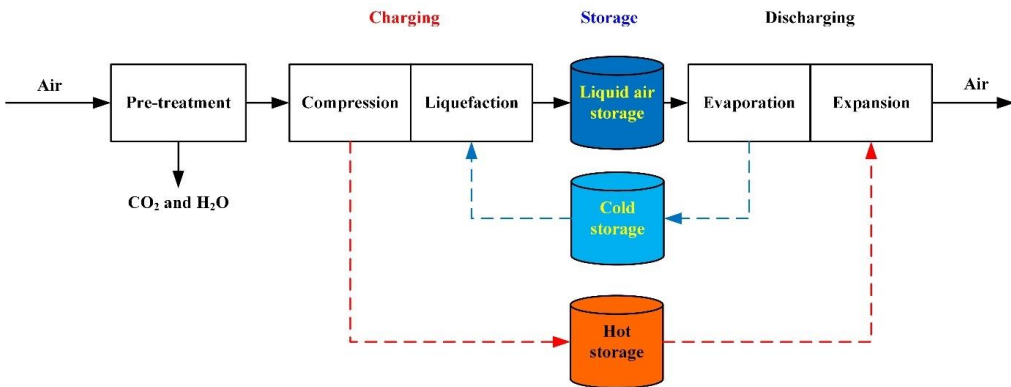 Charging
Storage
Discharging
Air
Pre-treatment
Compression
Liquefaction
Liquid air
storage
Evaporation
Expansion
Air
CO₂ and H₂O
Cold
storage
Hot
storage